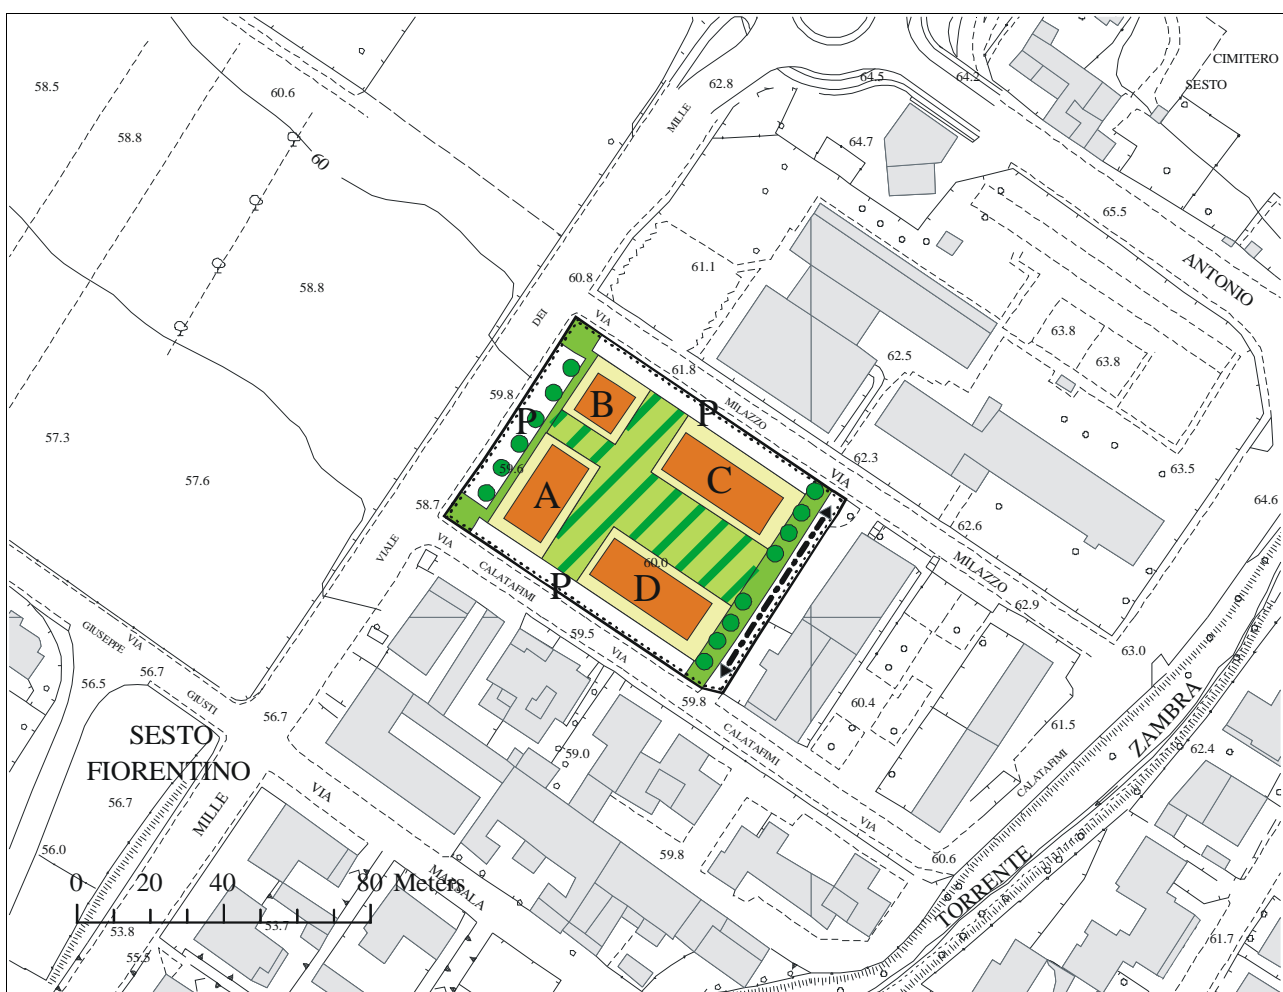 CIMITERO
SESTO
58.5
60.6
62.8
64.5
64.2
58.8
60
MILLE
64.7
65.5
ANTONIO
61.1
60.8
58.8
DEI
VIA
63.8
63.8
62.5
61.8
59.8
B
P
P
MILAZZO
57.3
57.6
59.6
A
C
62.3
VIA
63.5
64.6
58.7
VIA
62.6
VIALE
CALATAFIMI
P
60.0
D
MILAZZO
62.9
59.5
VIA
63.0
GIUSEPPE
VIA
56.7
56.5
GIUSTI
56.7
59.8
60.4
61.5
ZAMBRA
62.4
SESTO
FIORENTINO
CALATAFIMI
59.0
CALATAFIMI
56.7
MILLE
VIA
VIA
59.8
60.6
56.0
MARSALA
TORRENTE
0 20 40 80 Meters
53.8
53.7
55.5
61.7